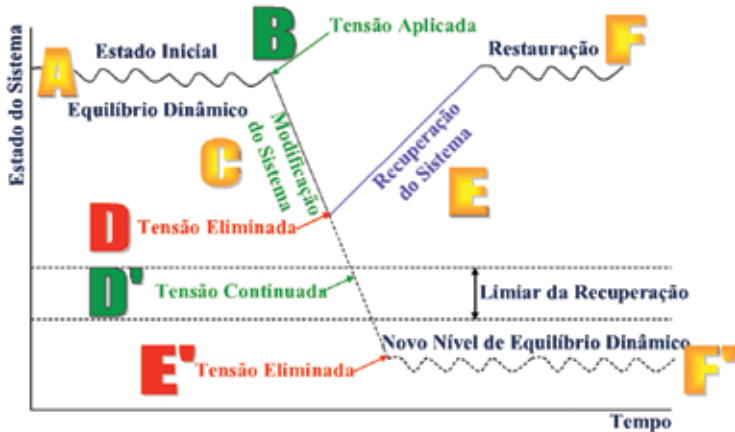 B
Tensão Aplicada
F
Estado Inicial
Restauração
A
Equilíbrio Dinâmico
Estado do Sistema
C
Modificação
do Sistema
Recuperação
do Sistema
E
D
Tensão Eliminada
D'
Tensão Continuada
Limiar da Recuperação
Novo Nível de Equilíbrio Dinâmico
E'
Tensão Eliminada
F'
Tempo